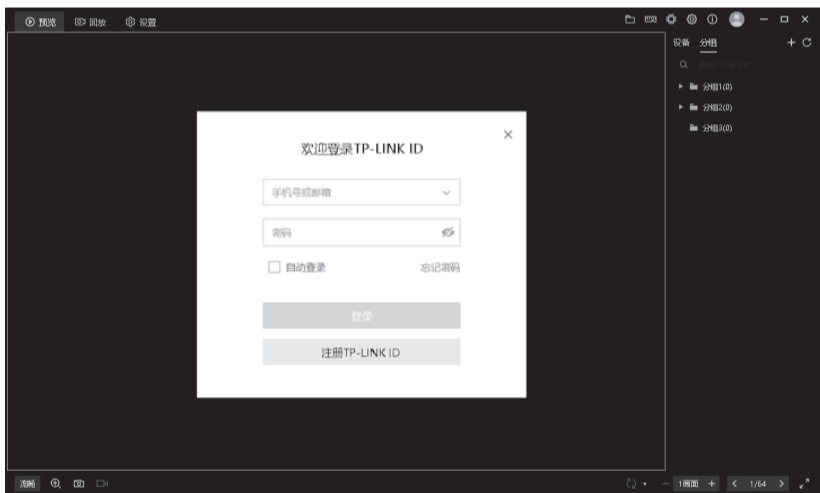 预览 回放 设置
设备 分组
分组1(0)
分组2(0)
分组3(0)
欢迎登录TP-LINK ID
手机号或邮箱
密码
自动登录 忘记密码
登录
注册TP-LINK ID
流畅 1画面 1/64